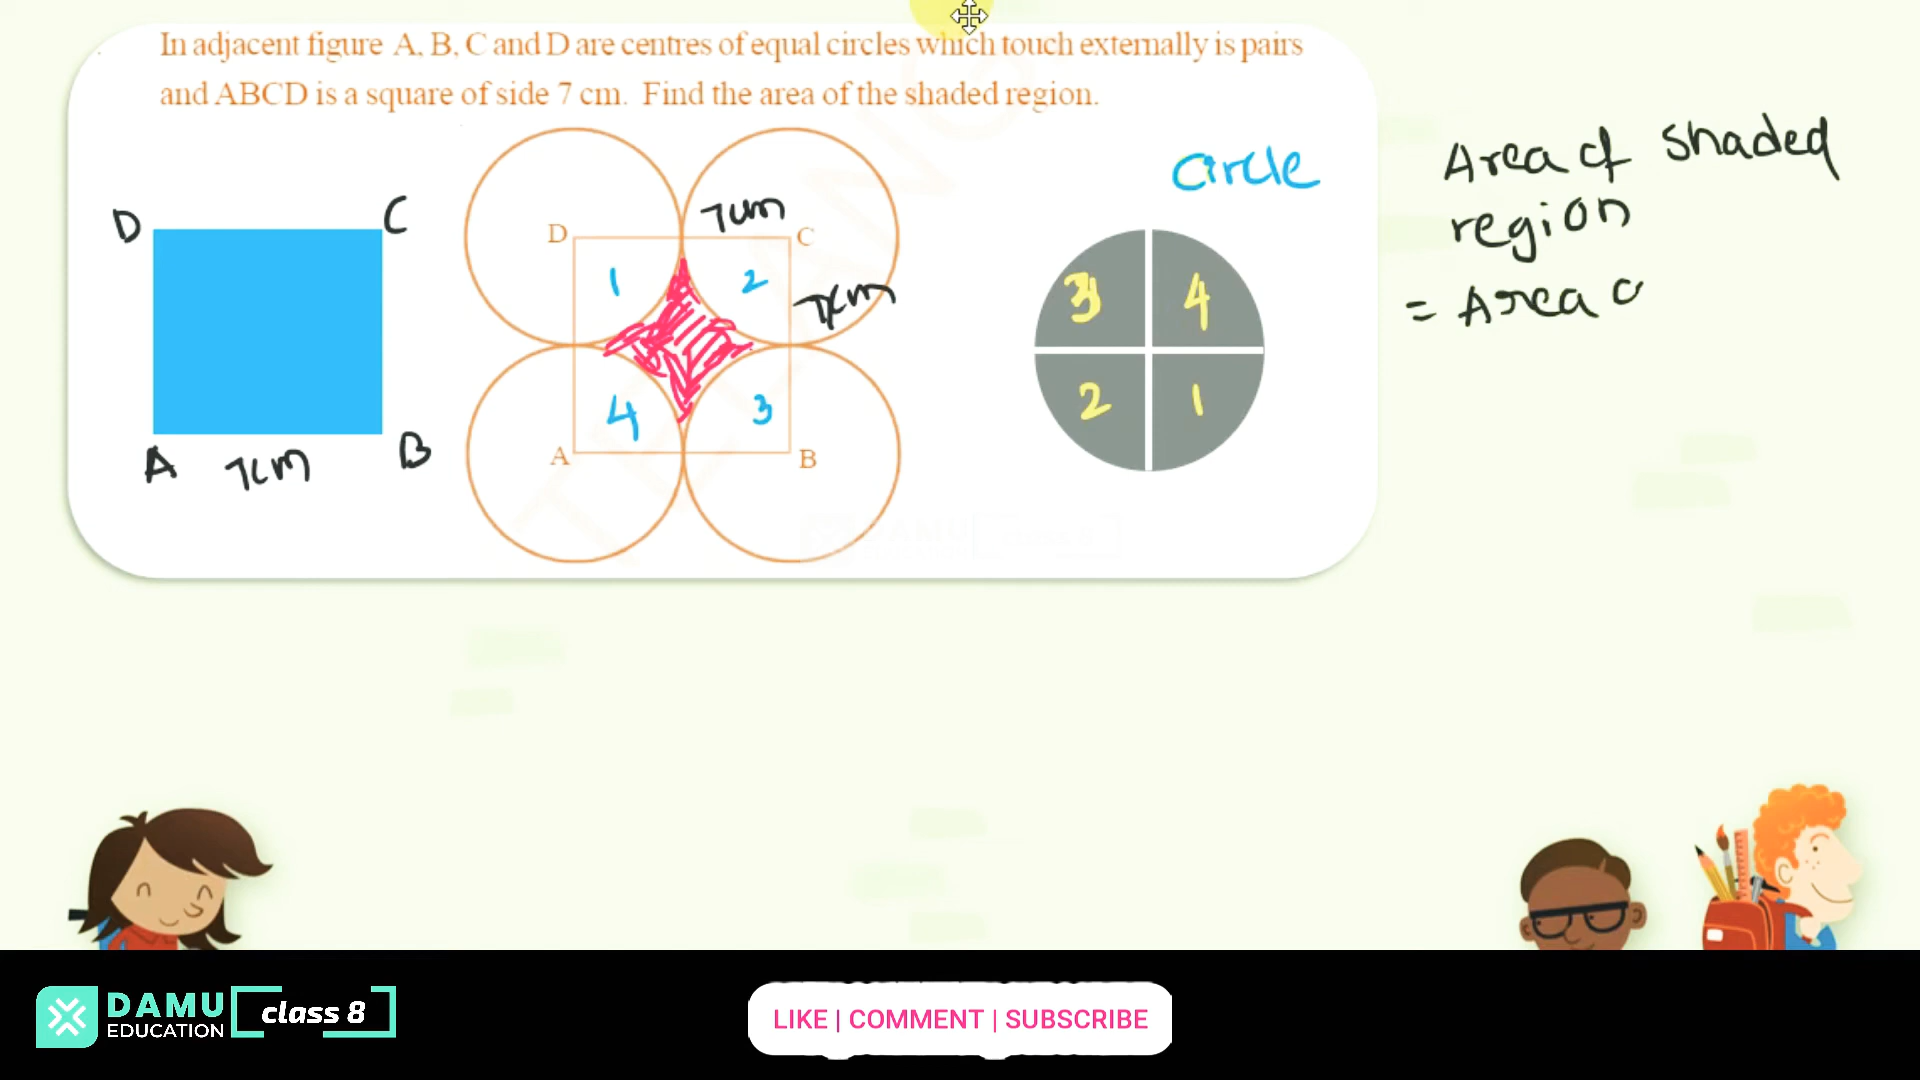 In adjacent figure A, B, C and D are centres of equal circles which touch externally is pairs
and ABCD is a square of side 7 cm. Find the area of the shaded region.
D
C
A
7cm
B
D
7cm
C
1
2
7cm
4
3
A
B
circle
3
4
2
1
Area of shaded
region
= Area o
DAMU
EDUCATION
class 8
LIKE | COMMENT | SUBSCRIBE